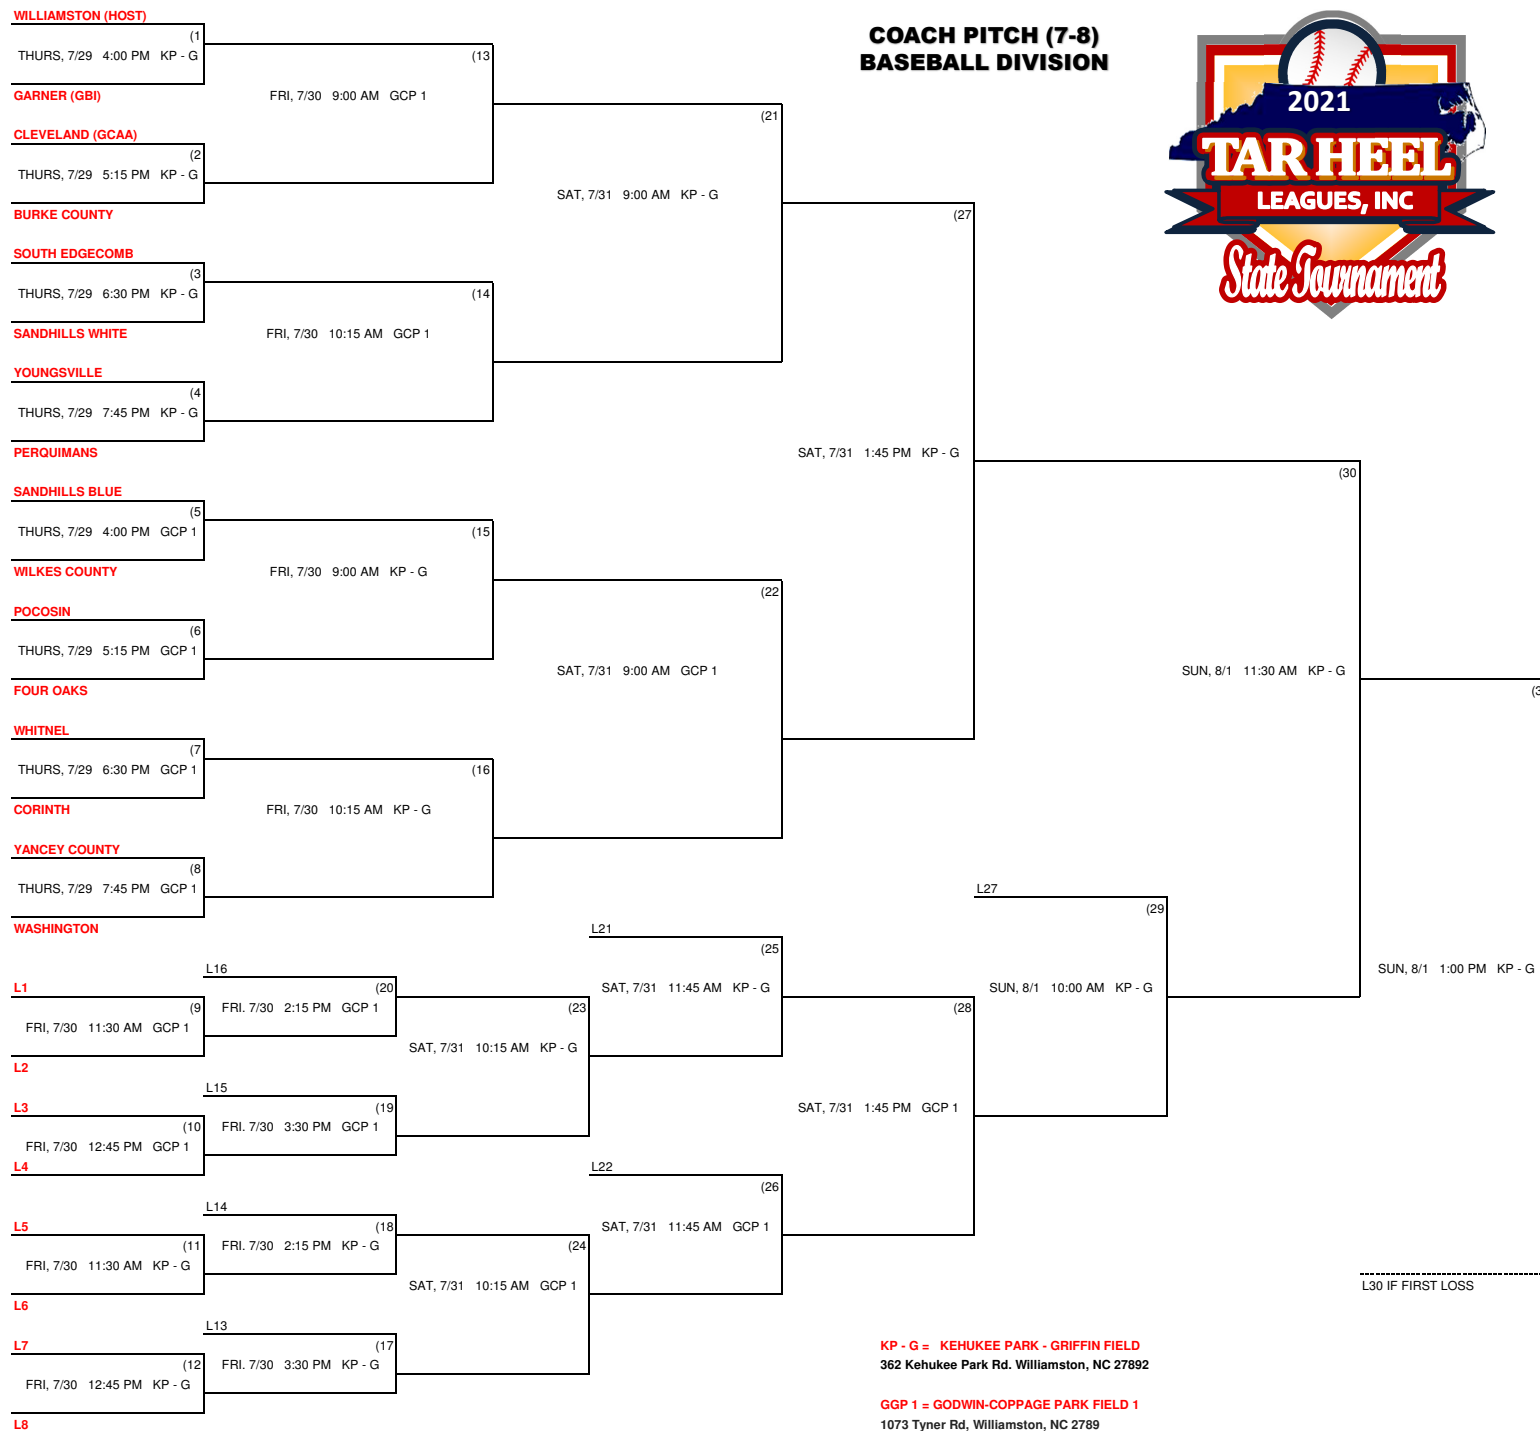 COACH PITCH (7-8)
BASEBALL DIVISION
2021
TAR HEEL
LEAGUES, INC
State Tournament
WILLIAMSTON (HOST)
(1
THURS, 7/29 4:00 PM KP - G
GARNER (GBI)
CLEVELAND (GCAA)
(2
THURS, 7/29 5:15 PM KP - G
BURKE COUNTY
SOUTH EDGECOMB
(3
THURS, 7/29 6:30 PM KP - G
SANDHILLS WHITE
YOUNGSVILLE
(4
THURS, 7/29 7:45 PM KP - G
PERQUIMANS
SANDHILLS BLUE
(5
THURS, 7/29 4:00 PM GCP 1
WILKES COUNTY
POCOSIN
(6
THURS, 7/29 5:15 PM GCP 1
FOUR OAKS
WHITNEL
(7
THURS, 7/29 6:30 PM GCP 1
CORINTH
YANCEY COUNTY
(8
THURS, 7/29 7:45 PM GCP 1
WASHINGTON
(13
FRI, 7/30 9:00 AM GCP 1
(14
FRI, 7/30 10:15 AM GCP 1
(15
FRI, 7/30 9:00 AM KP - G
(16
FRI, 7/30 10:15 AM KP - G
(21
SAT, 7/31 9:00 AM KP - G
(22
SAT, 7/31 9:00 AM GCP 1
(27
SAT, 7/31 1:45 PM KP - G
(30
SUN, 8/1 11:30 AM KP - G
(3
SUN, 8/1 1:00 PM KP - G
L30 IF FIRST LOSS
L1
(9
FRI, 7/30 11:30 AM GCP 1
L2
L3
(10
FRI, 7/30 12:45 PM GCP 1
L4
L5
(11
FRI, 7/30 11:30 AM KP - G
L6
L7
(12
FRI, 7/30 12:45 PM KP - G
L8
L16
(20
FRI. 7/30 2:15 PM GCP 1
L15
(19
FRI. 7/30 3:30 PM GCP 1
L14
(18
FRI. 7/30 2:15 PM KP - G
L13
(17
FRI. 7/30 3:30 PM KP - G
(23
SAT, 7/31 10:15 AM KP - G
(24
SAT, 7/31 10:15 AM GCP 1
L21
(25
SAT, 7/31 11:45 AM KP - G
L22
(26
SAT, 7/31 11:45 AM GCP 1
(28
SAT, 7/31 1:45 PM GCP 1
L27
(29
SUN, 8/1 10:00 AM KP - G
KP - G = KEHUKEE PARK - GRIFFIN FIELD
362 Kehukee Park Rd. Williamston, NC 27892
GGP 1 = GODWIN-COPPAGE PARK FIELD 1
1073 Tyner Rd, Williamston, NC 2789